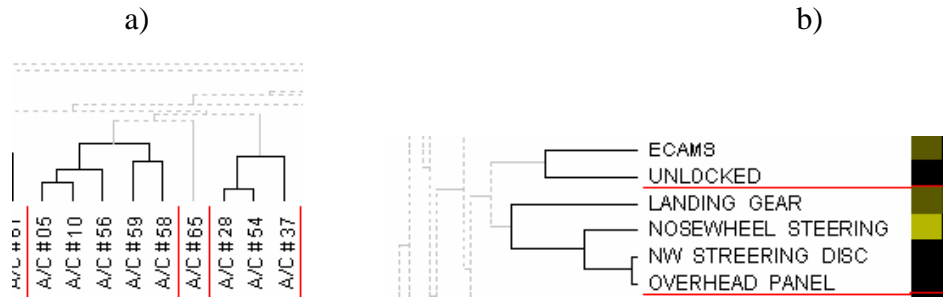 a)
b)
A/C #61
A/C #05
A/C #10
A/C #56
A/C #59
A/C #58
A/C #65
A/C #28
A/C #54
A/C #37
ECAMS
UNLOCKED
LANDING GEAR
NOSEWHEEL STEERING
NW STREERING DISC
OVERHEAD PANEL